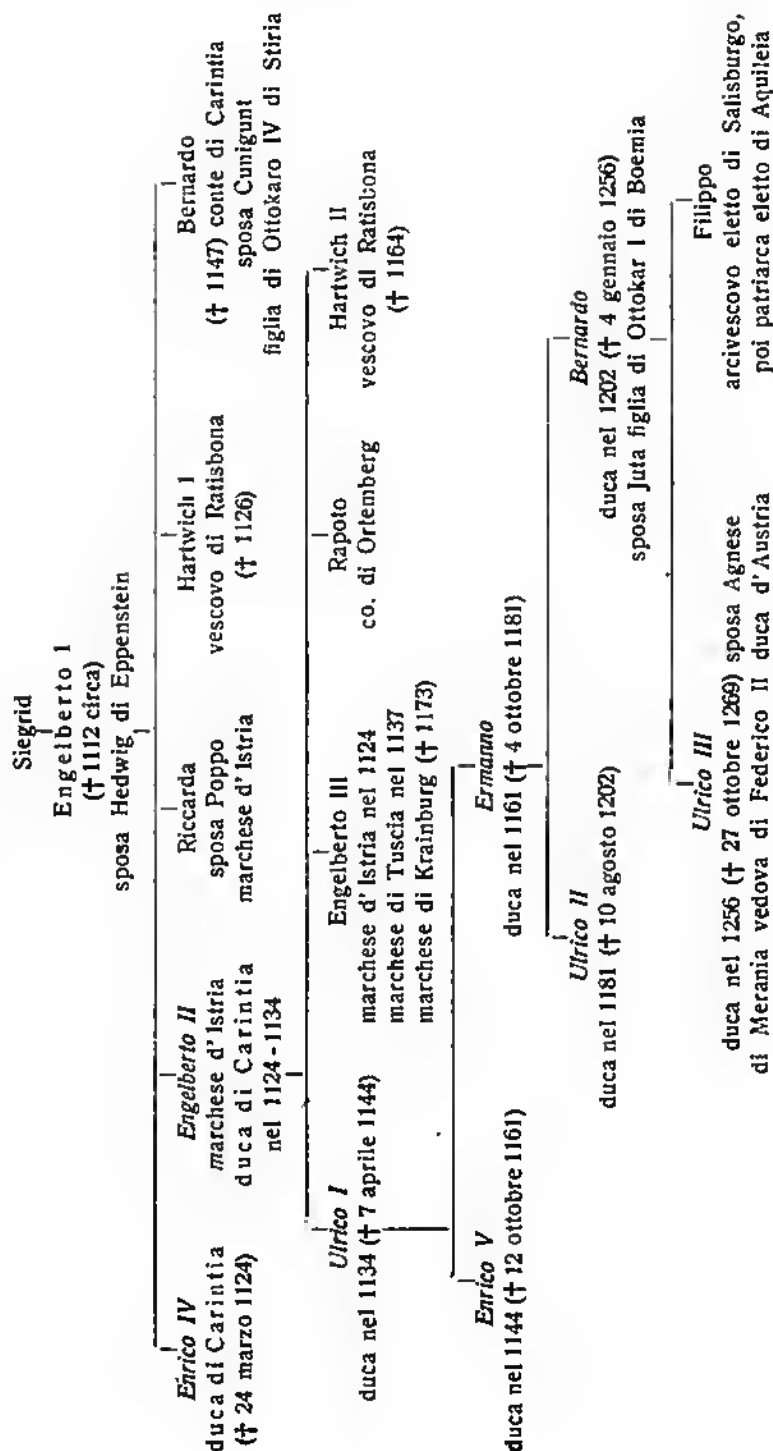 Siegrid
Engelberto 1
(† 1112 circa)
sposa Hedwig di Eppenstein
Enrico IV
duca di Carintia
(† 24 marzo 1124)
Engelberto II
marchese d'Istria
duca di Carintia
nel 1124-1134
Riccarda
sposa Poppo
marchese d'Istria
Hartwich I
vescovo di Ratisbona
(† 1126)
Bernardo
(† 1147) conte di Carintia
sposa Cunigunt
figlia di Ottokaro IV di Stiria
Ulrico I
duca nel 1134 († 7 aprile 1144)
Engelberto III
marchese d'Istria nel 1124
marchese di Tuscia nel 1137
marchese di Krainburg († 1173)
Rapoto
co. di Ortemberg
Hartwich II
vescovo di Ratisbona
(† 1164)
Enrico V
duca nel 1144 († 12 ottobre 1161)
Ermanno
duca nel 1161 († 4 ottobre 1181)
Ulrico II
duca nel 1181 († 10 agosto 1202)
Bernardo
duca nel 1202 († 4 gennaio 1256)
sposa Juta figlia di Ottokar I di Boemia
Ulrico III
duca nel 1256 († 27 ottobre 1269) sposa Agnese
di Merania vedova di Federico II duca d'Austria
Filippo
arcivescovo eletto di Salisburgo,
poi patriarca eletto di Aquileia